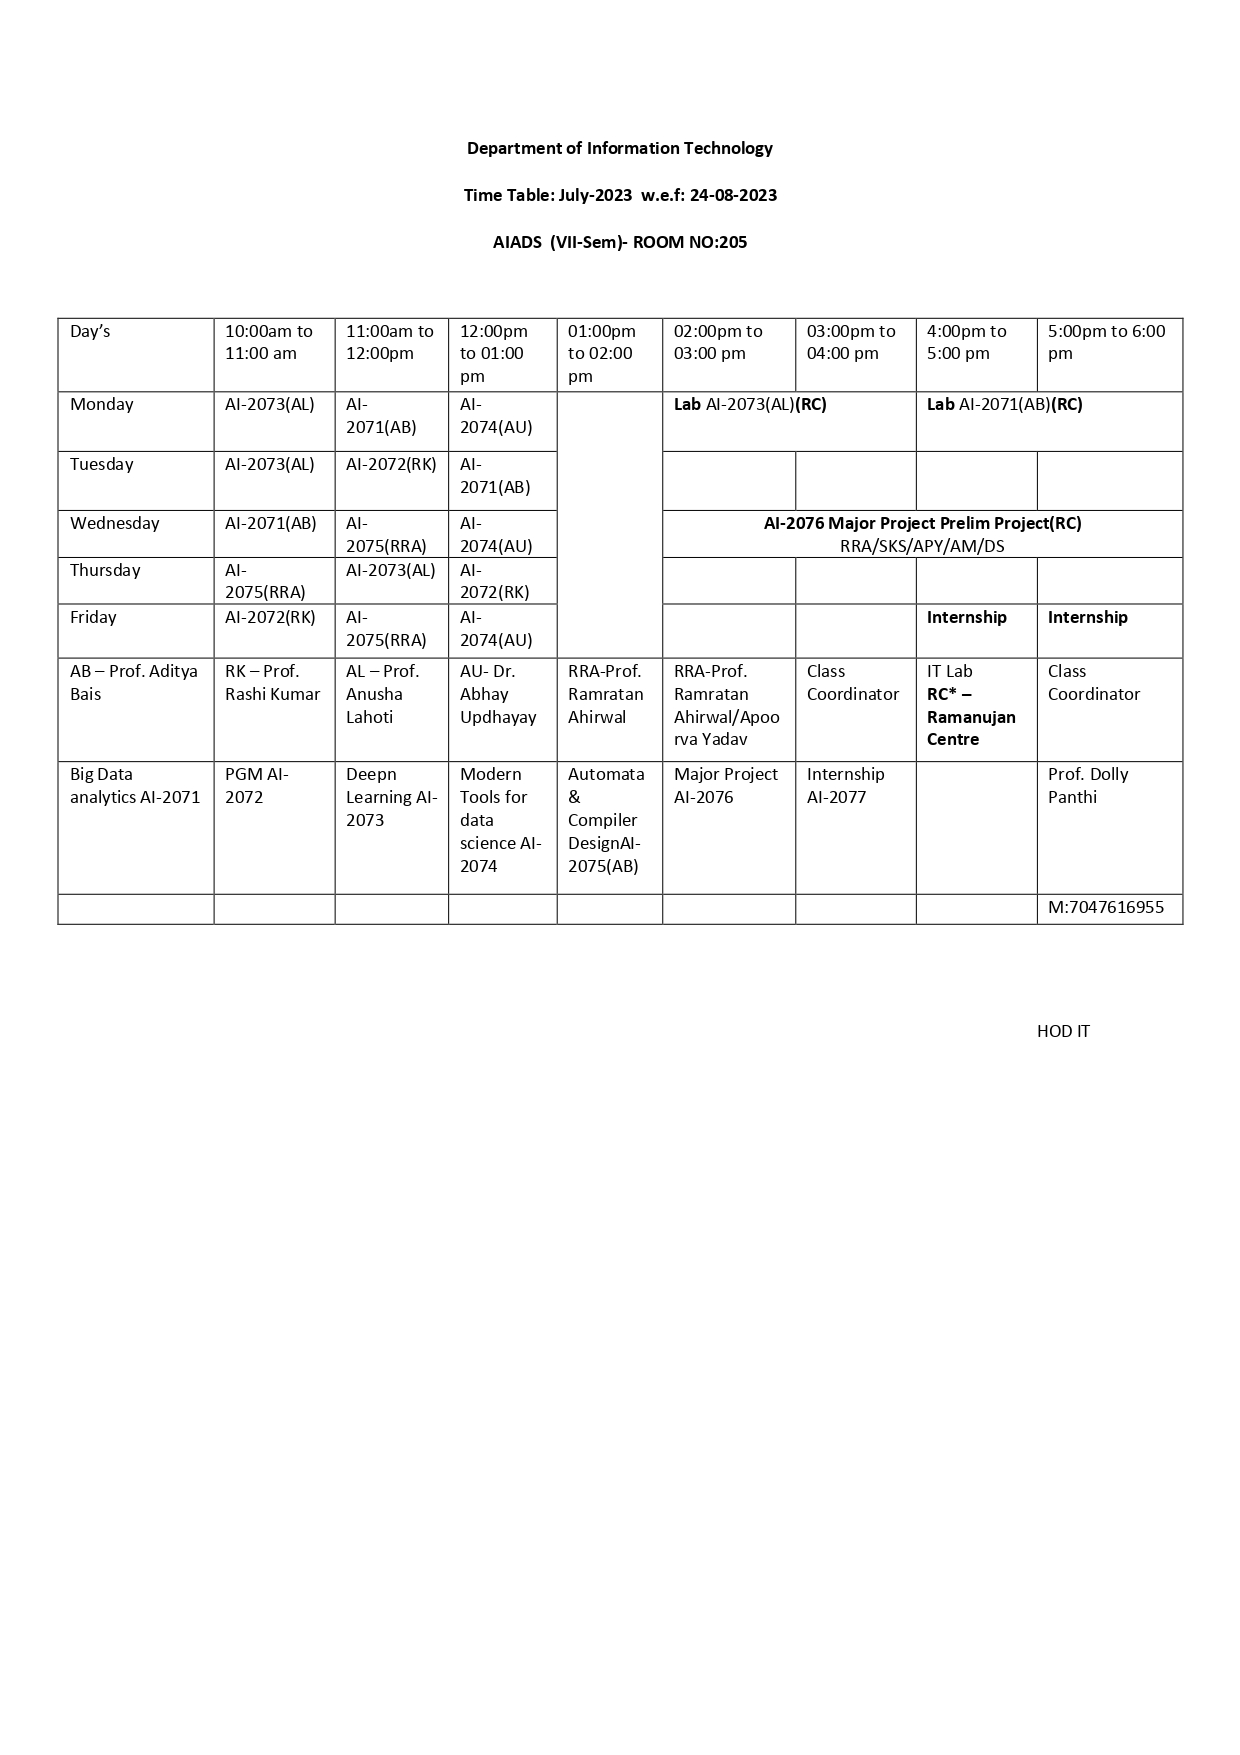 Department of Information Technology
Time Table: July-2023  w.e.f: 24-08-2023
AIADS  (VII-Sem)- ROOM NO:205
Day’s
10:00am to
11:00 am
11:00am to
12:00pm
12:00pm
to 01:00
pm
01:00pm
to 02:00
pm
02:00pm to
03:00 pm
03:00pm to
04:00 pm
4:00pm to
5:00 pm
5:00pm to 6:00
pm
Monday
AI-2073(AL)
AI-
2071(AB)
AI-
2074(AU)
Lab AI-2073(AL)(RC)
Lab AI-2071(AB)(RC)
Tuesday
AI-2073(AL)
AI-2072(RK)
AI-
2071(AB)
Wednesday
AI-2071(AB)
AI-
2075(RRA)
AI-
2074(AU)
AI-2076 Major Project Prelim Project(RC)
RRA/SKS/APY/AM/DS
Thursday
AI-
2075(RRA)
AI-2073(AL)
AI-
2072(RK)
Friday
AI-2072(RK)
AI-
2075(RRA)
AI-
2074(AU)
Internship
Internship
AB – Prof. Aditya
Bais
RK – Prof.
Rashi Kumar
AL – Prof.
Anusha
Lahoti
AU- Dr.
Abhay
Updhayay
RRA-Prof.
Ramratan
Ahirwal
RRA-Prof.
Ramratan
Ahirwal/Apoo
rva Yadav
Class
Coordinator
IT Lab
RC* –
Ramanujan
Centre
Class
Coordinator
Big Data
analytics AI-2071
PGM AI-
2072
Deepn
Learning AI-
2073
Modern
Tools for
data
science AI-
2074
Automata
&
Compiler
DesignAI-
2075(AB)
Major Project
AI-2076
Internship
AI-2077
Prof. Dolly
Panthi
M:7047616955
HOD IT